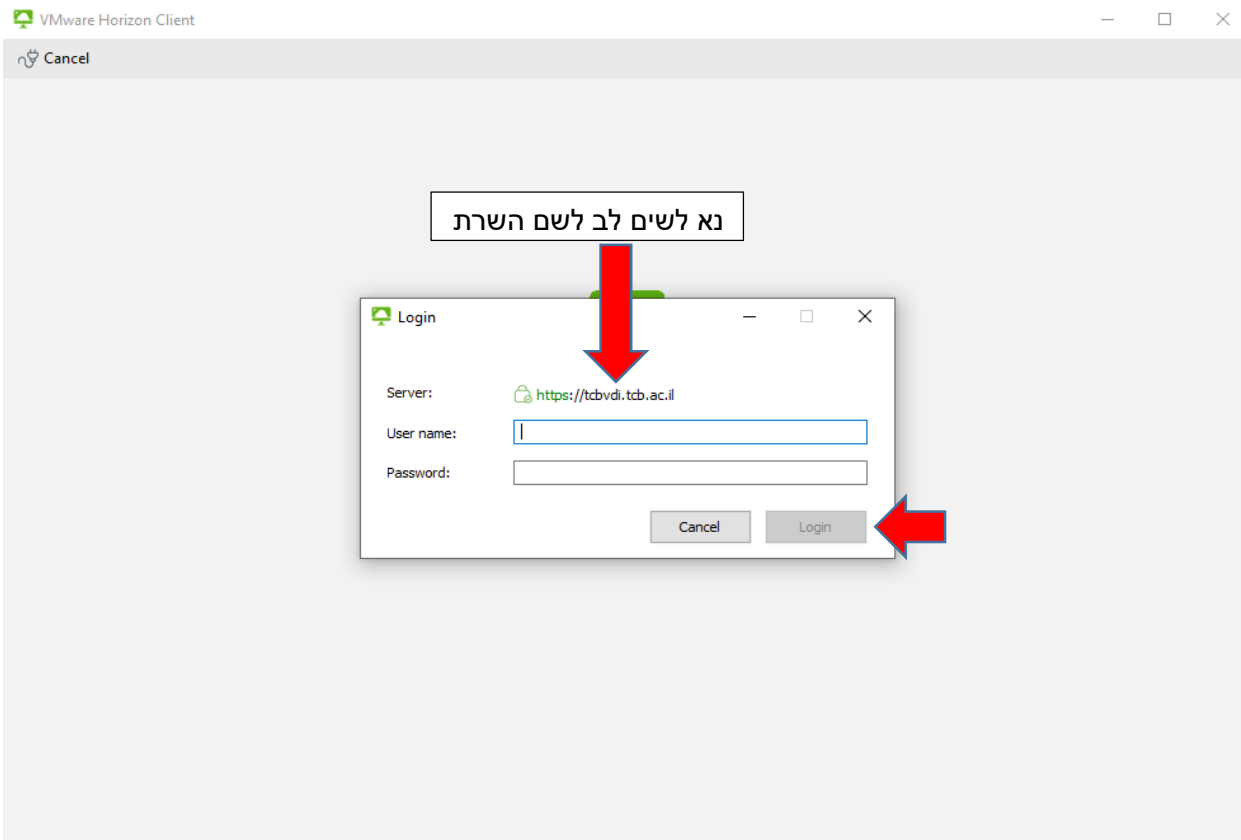 VMware Horizon Client
Cancel
נא לשים לב לשם השרת
Login
Server: https://tcbvdi.tcb.ac.il
User name:
Password:
Cancel Login